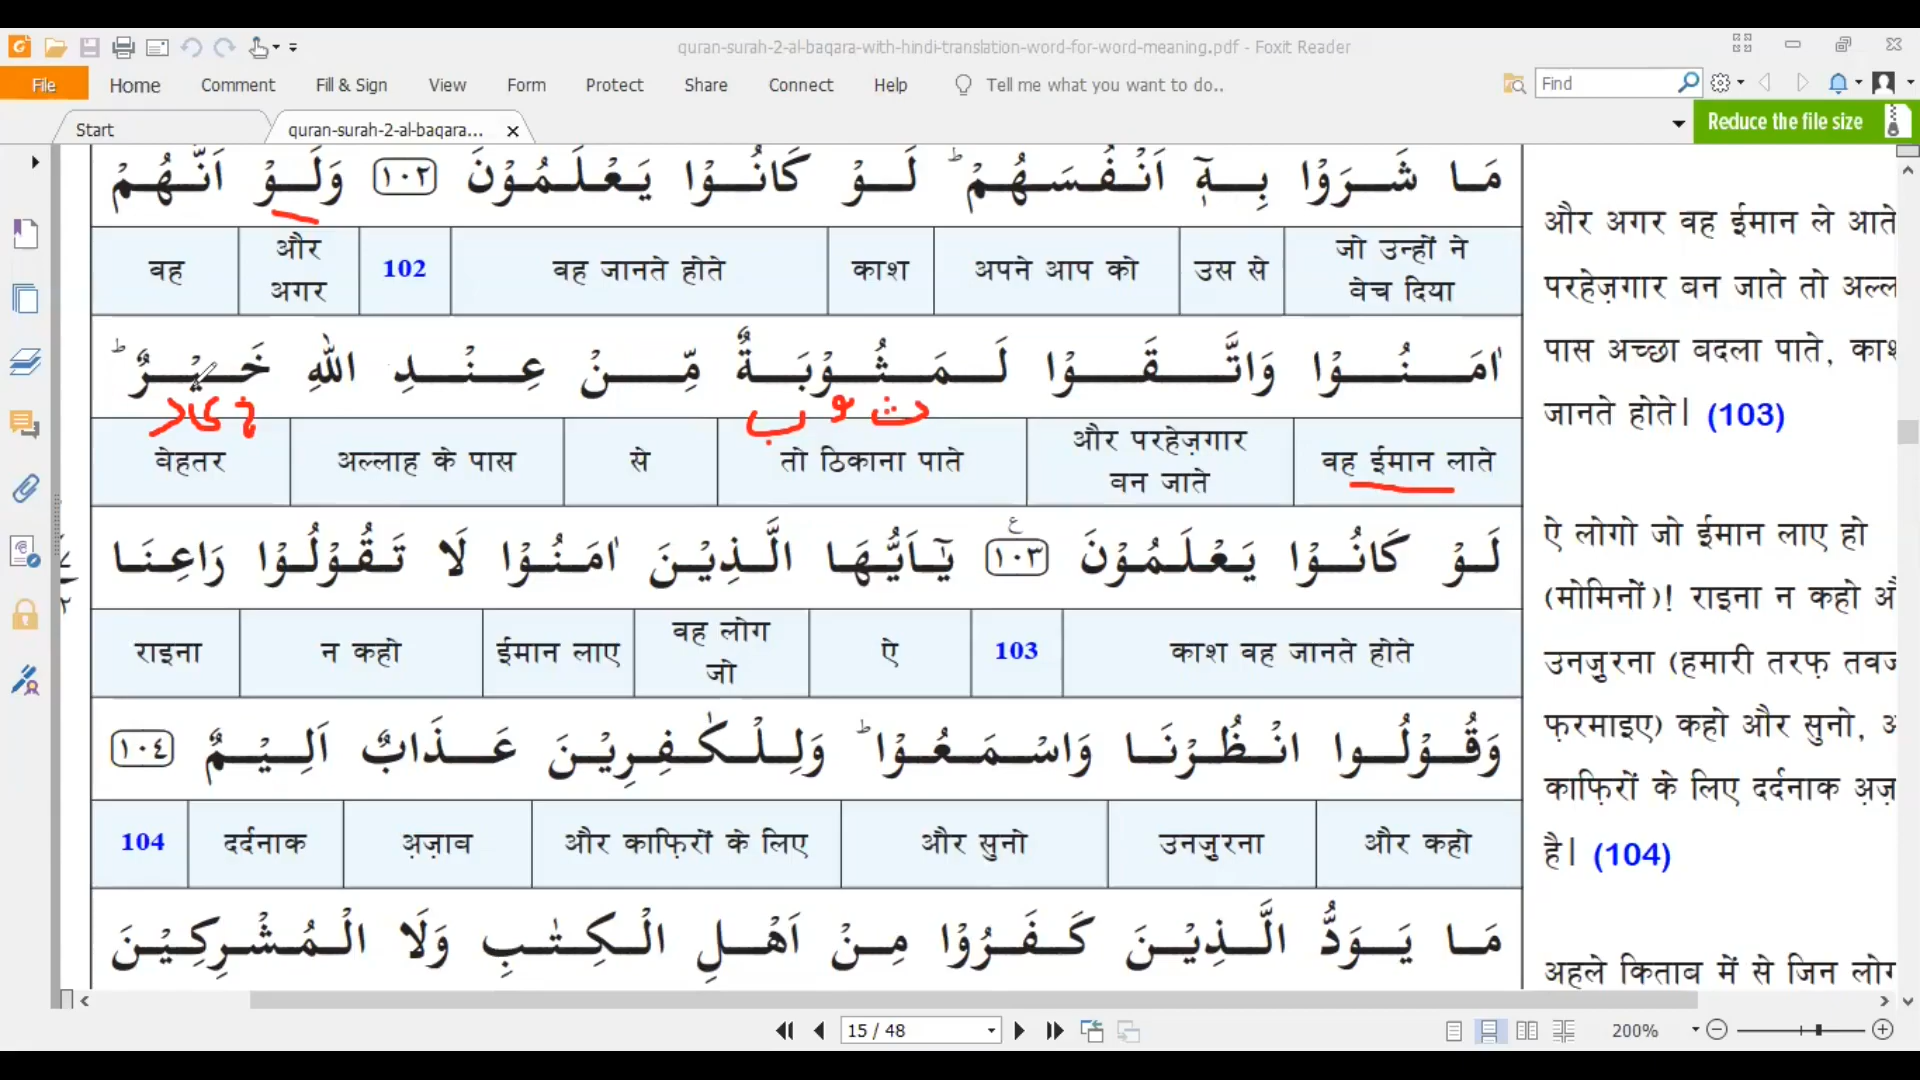 quran-surah-2-al-baqara-with-hindi-translation-word-for-word-meaning.pdf - Foxit Reader
File Home Comment Fill & Sign View Form Protect Share Connect Help Tell me what you want to do.. Find
Start quran-surah-2-al-baqara... Reduce the file size
مَا شَرَوْا بِهٖٓ اَنْفُسَهُمْ ؕ لَوْ كَانُوْا يَعْلَمُوْنَ ١٠٢ وَلَوْ اَنَّهُمْ
जो उन्हों ने बेच दिया उस से अपने आप को काश वह जानते होते 102 और अगर वह
اٰمَنُوْا وَاتَّقَوْا لَمَثُوْبَةٌ مِّنْ عِنْدِ اللّٰهِ خَيْرٌ ؕ
ث و ب
वह ईमान लाते और परहेज़गार बन जाते तो ठिकाना पाते से अल्लाह के पास बेहतर
لَوْ كَانُوْا يَعْلَمُوْنَ ١٠٣ ع يٰٓاَيُّهَا الَّذِيْنَ اٰمَنُوْا لَا تَقُوْلُوْا رَاعِنَا
काश वह जानते होते 103 ऐ वह लोग जो ईमान लाए न कहो राइना
وَقُوْلُوا انْظُرْنَا وَاسْمَعُوْا ؕ وَلِلْكٰفِرِيْنَ عَذَابٌ اَلِيْمٌ ١٠٤
और कहो उनजुरना और सुनो और काफ़िरों के लिए अ़ज़ाब दर्दनाक 104
مَا يَوَدُّ الَّذِيْنَ كَفَرُوْا مِنْ اَهْلِ الْكِتٰبِ وَلَا الْمُشْرِكِيْنَ
और अगर वह ईमान ले आते
परहेज़गार बन जाते तो अल्ल
पास अच्छा बदला पाते, काश
जानते होते| (103)
ऐ लोगो जो ईमान लाए हो
(मोमिनों)! राइना न कहो औ
उनजुरना (हमारी तरफ़ तवज
फ़रमाइए) कहो और सुनो, अ
काफ़िरों के लिए दर्दनाक अ़ज़
है| (104)
अहले किताब में से जिन लोग
15 / 48 200%